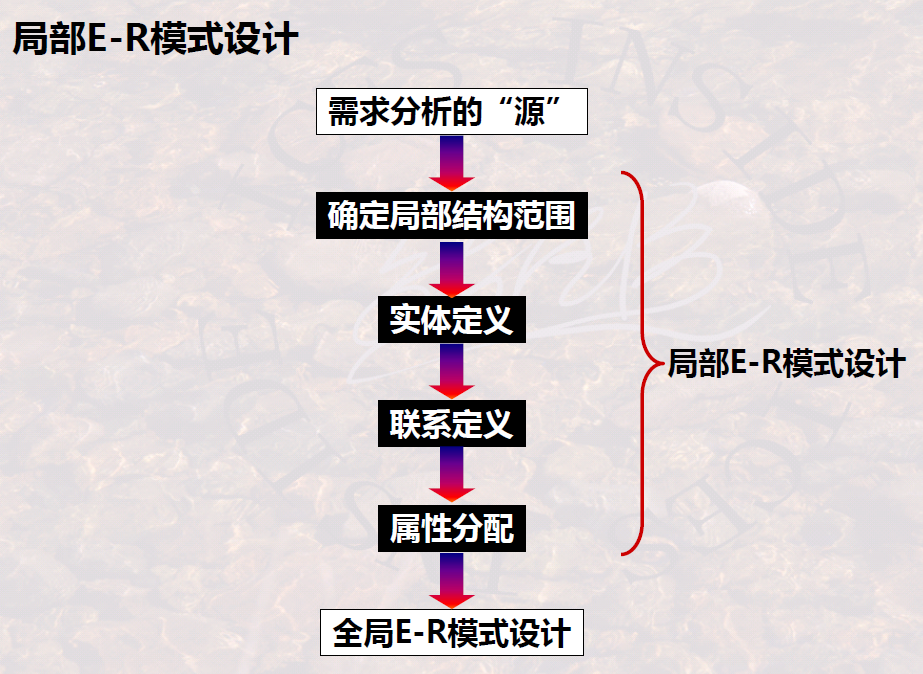 局部E-R模式设计
需求分析的“源”
确定局部结构范围
实体定义
联系定义
局部E-R模式设计
属性分配
全局E-R模式设计